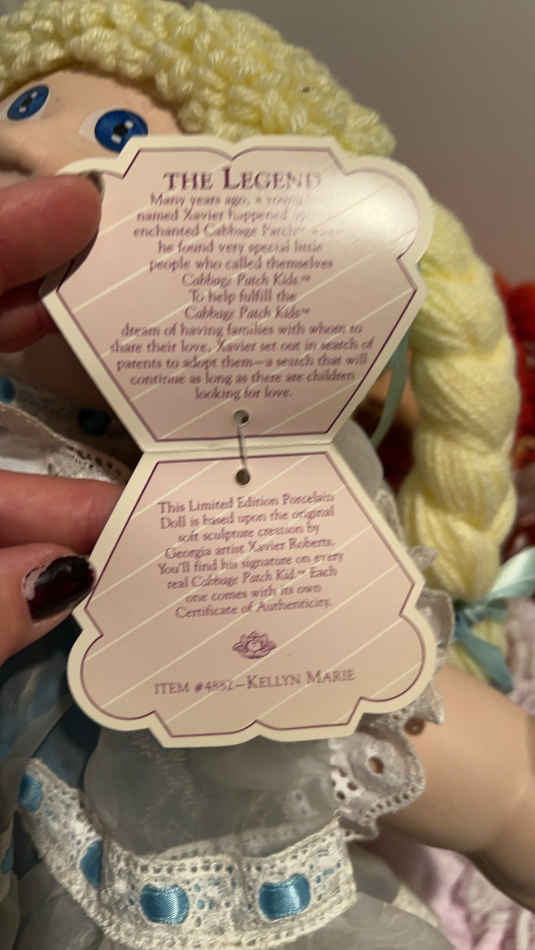 THE LEGEND
Many years ago, a young
named Xavier happened
enchanted Cabbage Patch
he found very special little
people who called themselves
Cabbage Patch Kids™
To help fulfill the
Cabbage Patch Kids™
dream of having families with whom to
share their love, Xavier set out in search of
parents to adopt them—a search that will
continue as long as there are children
looking for love.
This Limited Edition Porcelain
Doll is based upon the original
soft sculpture creation by
Georgia artist Xavier Roberts.
You'll find his signature on every
real Cabbage Patch Kid.™ Each
one comes with its own
Certificate of Authenticity.
ITEM #4882—KELLYN MARIE